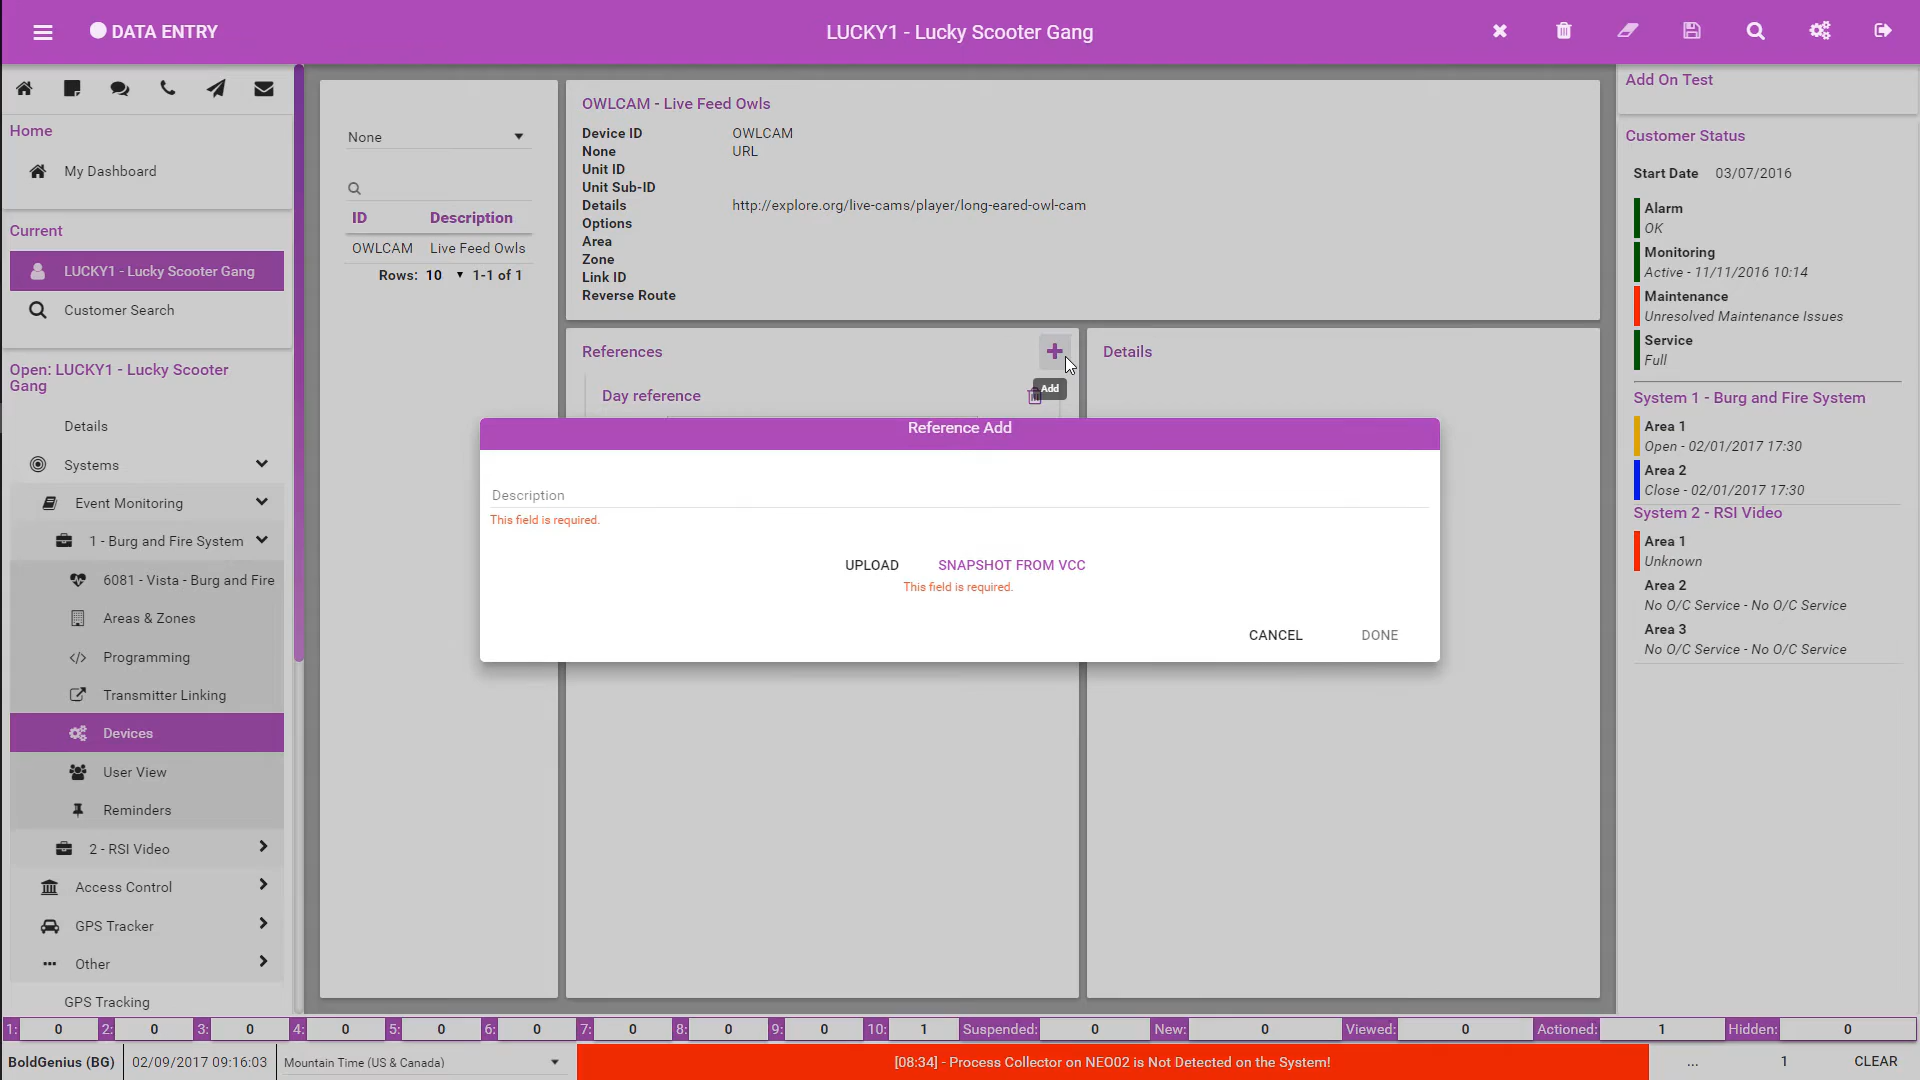 DATA ENTRY
LUCKY1 - Lucky Scooter Gang
Home
My Dashboard
Current
LUCKY1 - Lucky Scooter Gang
Customer Search
Open: LUCKY1 - Lucky Scooter
Gang
Details
Systems
Event Monitoring
1 - Burg and Fire System
6081 - Vista - Burg and Fire
Areas & Zones
Programming
Transmitter Linking
Devices
User View
Reminders
2 - RSI Video
Access Control
GPS Tracker
Other
GPS Tracking
None
ID Description
OWLCAM Live Feed Owls
Rows: 10 1-1 of 1
OWLCAM - Live Feed Owls
Device ID OWLCAM
None URL
Unit ID
Unit Sub-ID
Details http://explore.org/live-cams/player/long-eared-owl-cam
Options
Area
Zone
Link ID
Reverse Route
References
Add
Day reference
Details
Reference Add
Description
This field is required.
UPLOAD SNAPSHOT FROM VCC
This field is required.
CANCEL DONE
Add On Test
Customer Status
Start Date 03/07/2016
Alarm
OK
Monitoring
Active - 11/11/2016 10:14
Maintenance
Unresolved Maintenance Issues
Service
Full
System 1 - Burg and Fire System
Area 1
Open - 02/01/2017 17:30
Area 2
Close - 02/01/2017 17:30
System 2 - RSI Video
Area 1
Unknown
Area 2
No O/C Service - No O/C Service
Area 3
No O/C Service - No O/C Service
1: 0 2: 0 3: 0 4: 0 5: 0 6: 0 7: 0 8: 0 9: 0 10: 1 Suspended: 0 New: 0 Viewed: 0 Actioned: 1 Hidden: 0
BoldGenius (BG) 02/09/2017 09:16:03 Mountain Time (US & Canada) [08:34] - Process Collector on NEO02 is Not Detected on the System! ... 1 CLEAR